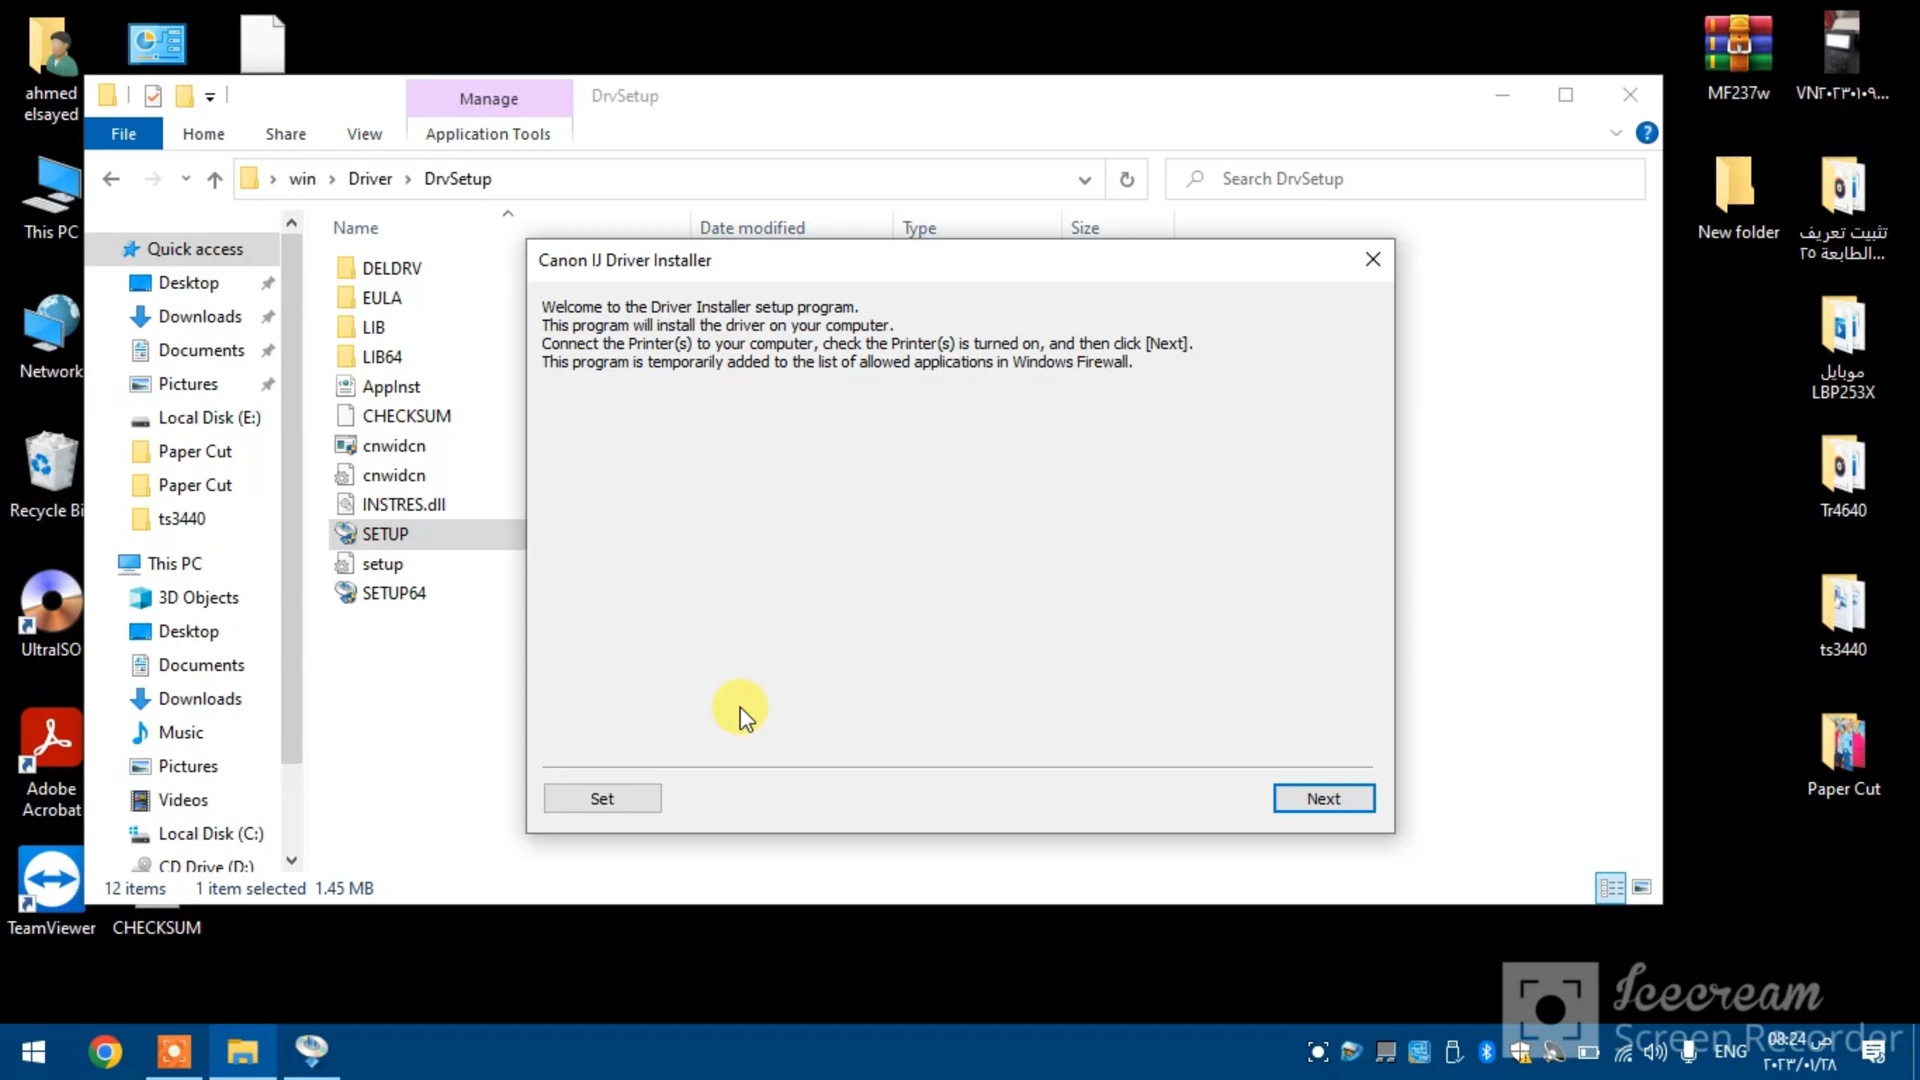 ahmed
elsayed
This PC
Network
Recycle Bi
UltraISO
Adobe
Acrobat
TeamViewer
CHECKSUM
Manage
DrvSetup
File
Home
Share
View
Application Tools
win
Driver
DrvSetup
Search DrvSetup
Name
Date modified
Type
Size
Quick access
Desktop
Downloads
Documents
Pictures
Local Disk (E:)
Paper Cut
Paper Cut
ts3440
This PC
3D Objects
Desktop
Documents
Downloads
Music
Pictures
Videos
Local Disk (C:)
CD Drive (D:)
DELDRV
EULA
LIB
LIB64
AppInst
CHECKSUM
cnwidcn
cnwidcn
INSTRES.dll
SETUP
setup
SETUP64
12 items
1 item selected
1.45 MB
Canon IJ Driver Installer
Welcome to the Driver Installer setup program.
This program will install the driver on your computer.
Connect the Printer(s) to your computer, check the Printer(s) is turned on, and then click [Next].
This program is temporarily added to the list of allowed applications in Windows Firewall.
Set
Next
MF237w
VN٢٠٢٣٠١٠٩...
New folder
تثبيت تعريف
الطابعة ٢٥...
موبايل
LBP253X
Tr4640
ts3440
Paper Cut
Icecream
Screen Recorder
ENG
08:24 ص
٢٠٢٣/٠١/٢٨